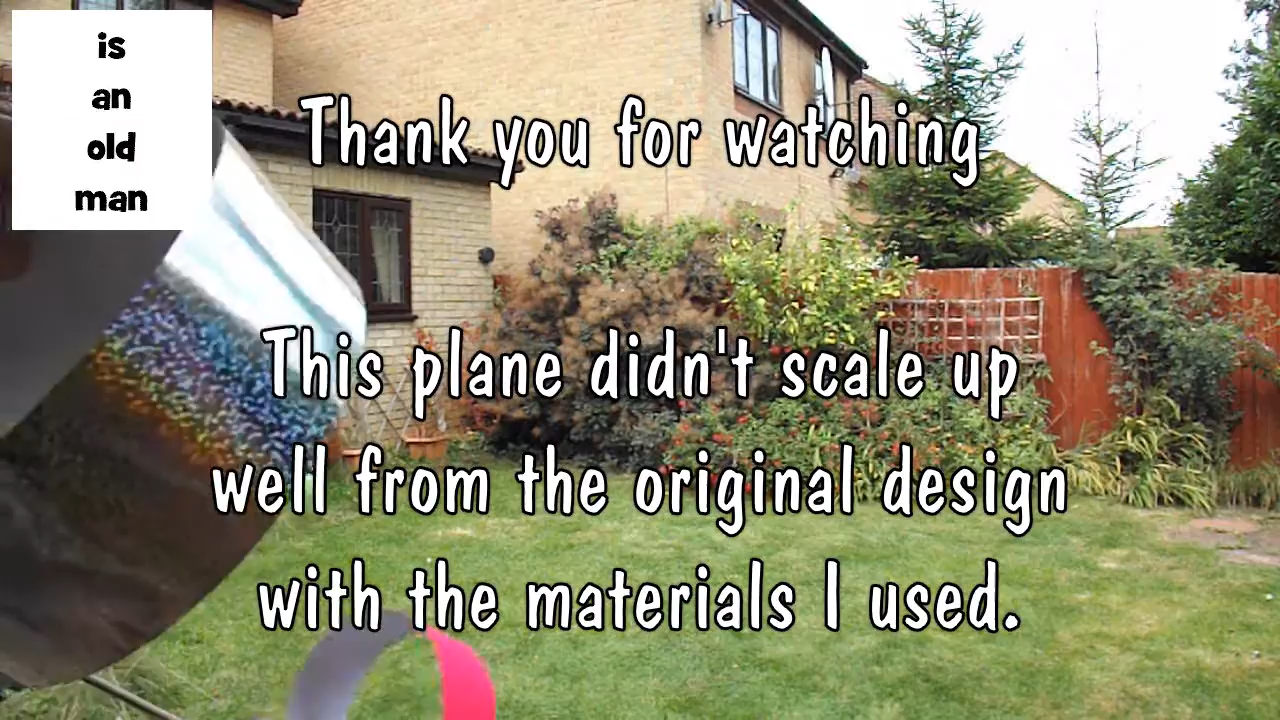 is
an
old
man
Thank you for watching
This plane didn't scale up
well from the original design
with the materials I used.